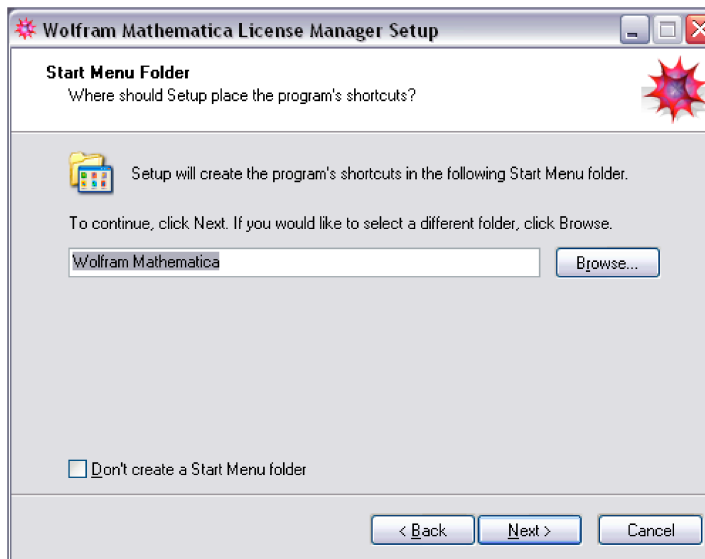 Wolfram Mathematica License Manager Setup
Start Menu Folder
Where should Setup place the program's shortcuts?
Setup will create the program's shortcuts in the following Start Menu folder.
To continue, click Next. If you would like to select a different folder, click Browse.
Wolfram Mathematica
Browse...
Don't create a Start Menu folder
< Back
Next >
Cancel